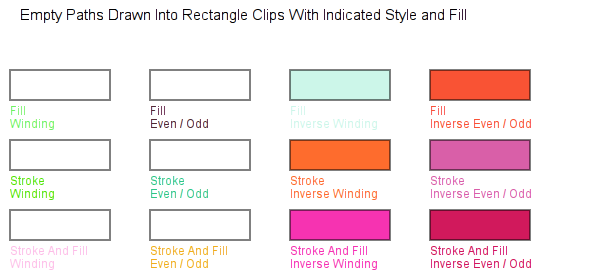 Empty Paths Drawn Into Rectangle Clips With Indicated Style and Fill
Fill
Winding
Fill
Even / Odd
Fill
Inverse Winding
Fill
Inverse Even / Odd
Stroke
Winding
Stroke
Even / Odd
Stroke
Inverse Winding
Stroke
Inverse Even / Odd
Stroke And Fill
Winding
Stroke And Fill
Even / Odd
Stroke And Fill
Inverse Winding
Stroke And Fill
Inverse Even / Odd